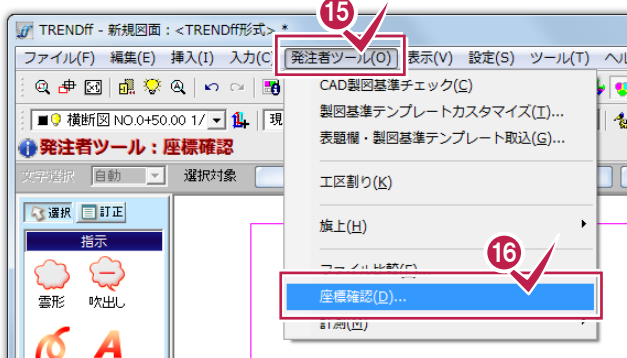 15
TRENDff - 新規図面 : <TRENDff形式> *
ファイル(F) 編集(E) 挿入(I) 入力(C) 発注者ツール(O) 表示(V) 設定(S) ツール(T) ヘル
横断図 NO.0+50.00 1/ 現
発注者ツール：座標確認
文字選択 自動 選択対象
選択 訂正
指示
雲形 吹出し
CAD製図基準チェック(C)
製図基準テンプレートカスタマイズ(T)...
表題欄・製図基準テンプレート取込(G)...
工区割り(K)
旗上(H)
16
ファイル比較(F)...
座標確認(D)...
計測(M)